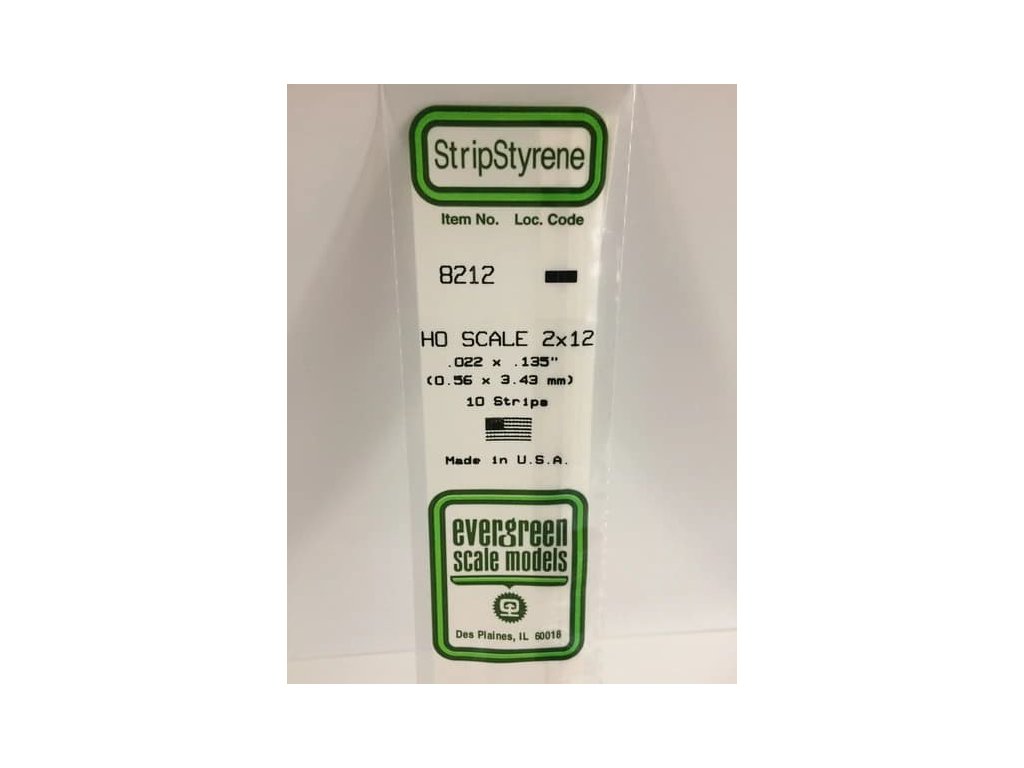 StripStyrene
Item No. Loc. Code
8212
HO SCALE 2x12
.022 x .135"
(0.56 x 3.43 mm)
10 Strips
Made in U.S.A.
evergreen
scale models
Des Plaines, IL 60018